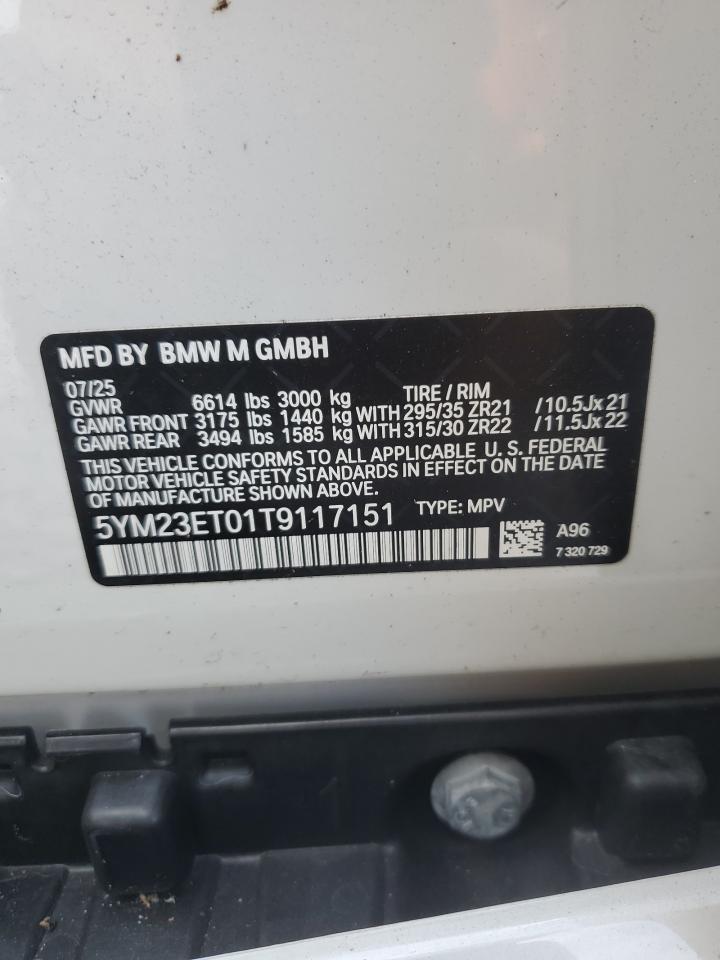 MFD BY BMW M GMBH
07/25 TIRE / RIM
GVWR 6614 lbs 3000 kg
GAWR FRONT 3175 lbs 1440 kg WITH 295/35 ZR21 /10.5Jx21
GAWR REAR 3494 lbs 1585 kg WITH 315/30 ZR22 /11.5Jx22
THIS VEHICLE CONFORMS TO ALL APPLICABLE U. S. FEDERAL
MOTOR VEHICLE SAFETY STANDARDS IN EFFECT ON THE DATE
OF MANUFACTURE SHOWN ABOVE.
5YM23ET01T9117151 TYPE: MPV
A96
7 320 729
1